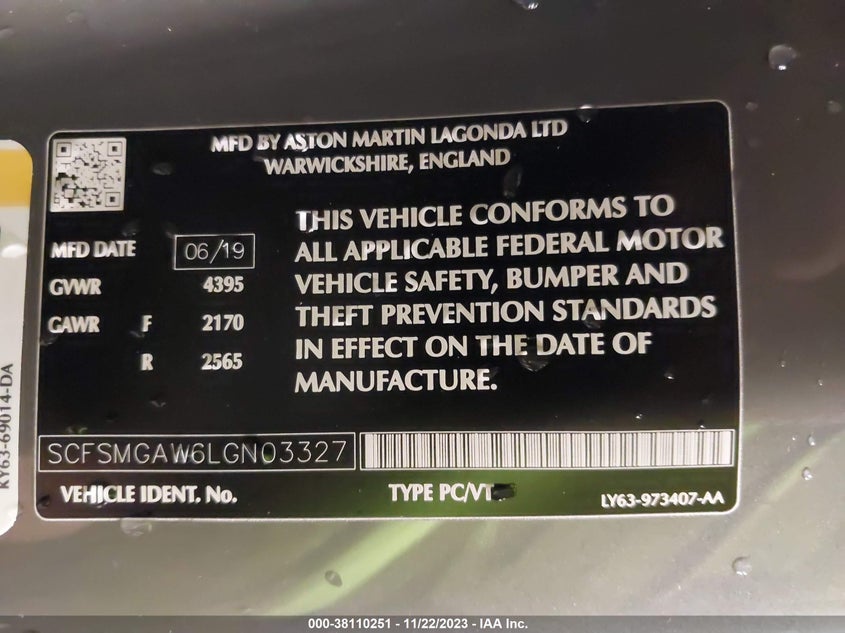 MFD BY ASTON MARTIN LAGONDA LTD
WARWICKSHIRE, ENGLAND
MFD DATE 06/19
GVWR 4395
GAWR F 2170
R 2565
THIS VEHICLE CONFORMS TO
ALL APPLICABLE FEDERAL MOTOR
VEHICLE SAFETY, BUMPER AND
THEFT PREVENTION STANDARDS
IN EFFECT ON THE DATE OF
MANUFACTURE.
SCFSMGAW6LGN03327
VEHICLE IDENT. No.
TYPE PC/VT
LY63-973407-AA
KY63-69014-DA
000-38110251 - 11/22/2023 - IAA Inc.